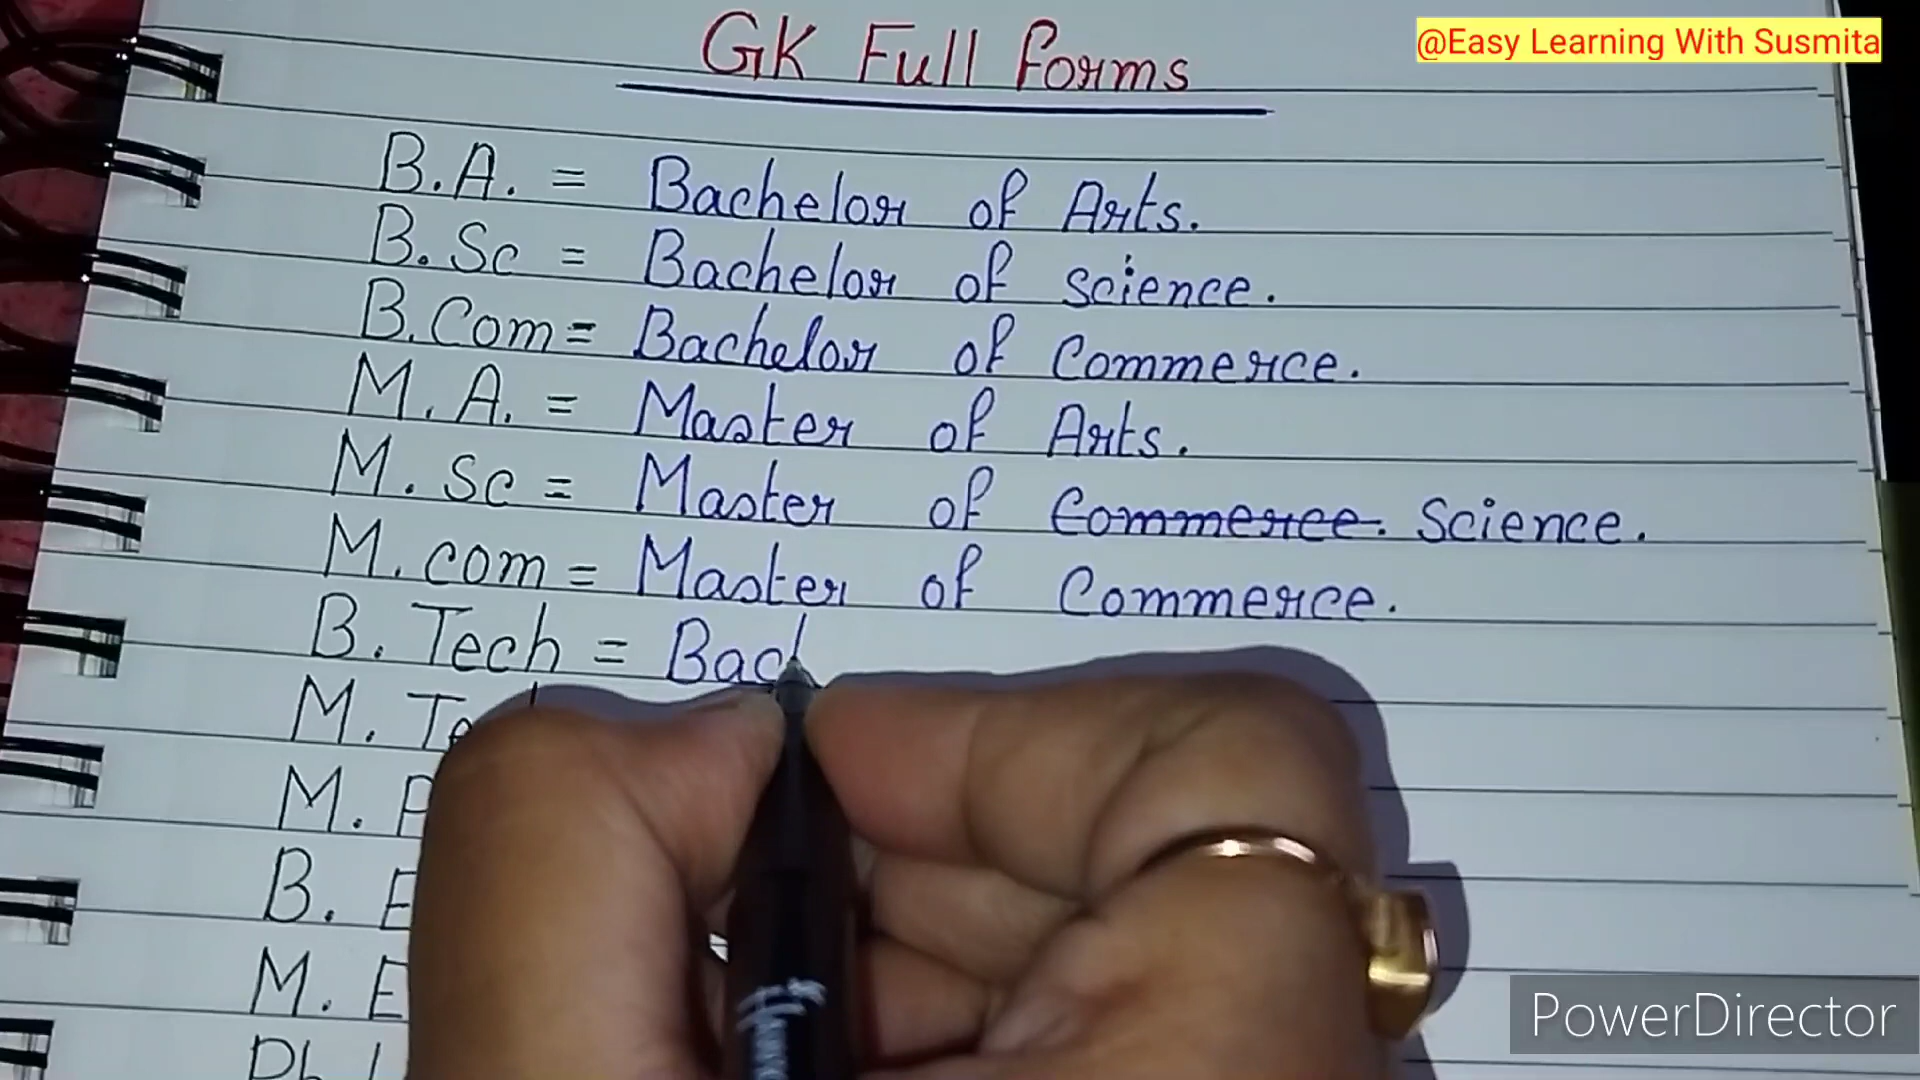 GK Full forms
@Easy Learning With Susmita
B.A. = Bachelor of Arts.
B.Sc = Bachelor of science.
B.Com = Bachelor of Commerce.
M.A. = Master of Arts.
M.Sc = Master of Commerce. Science.
M.com = Master of Commerce.
B.Tech = Bach
M.
M.
B.
M.
PowerDirector